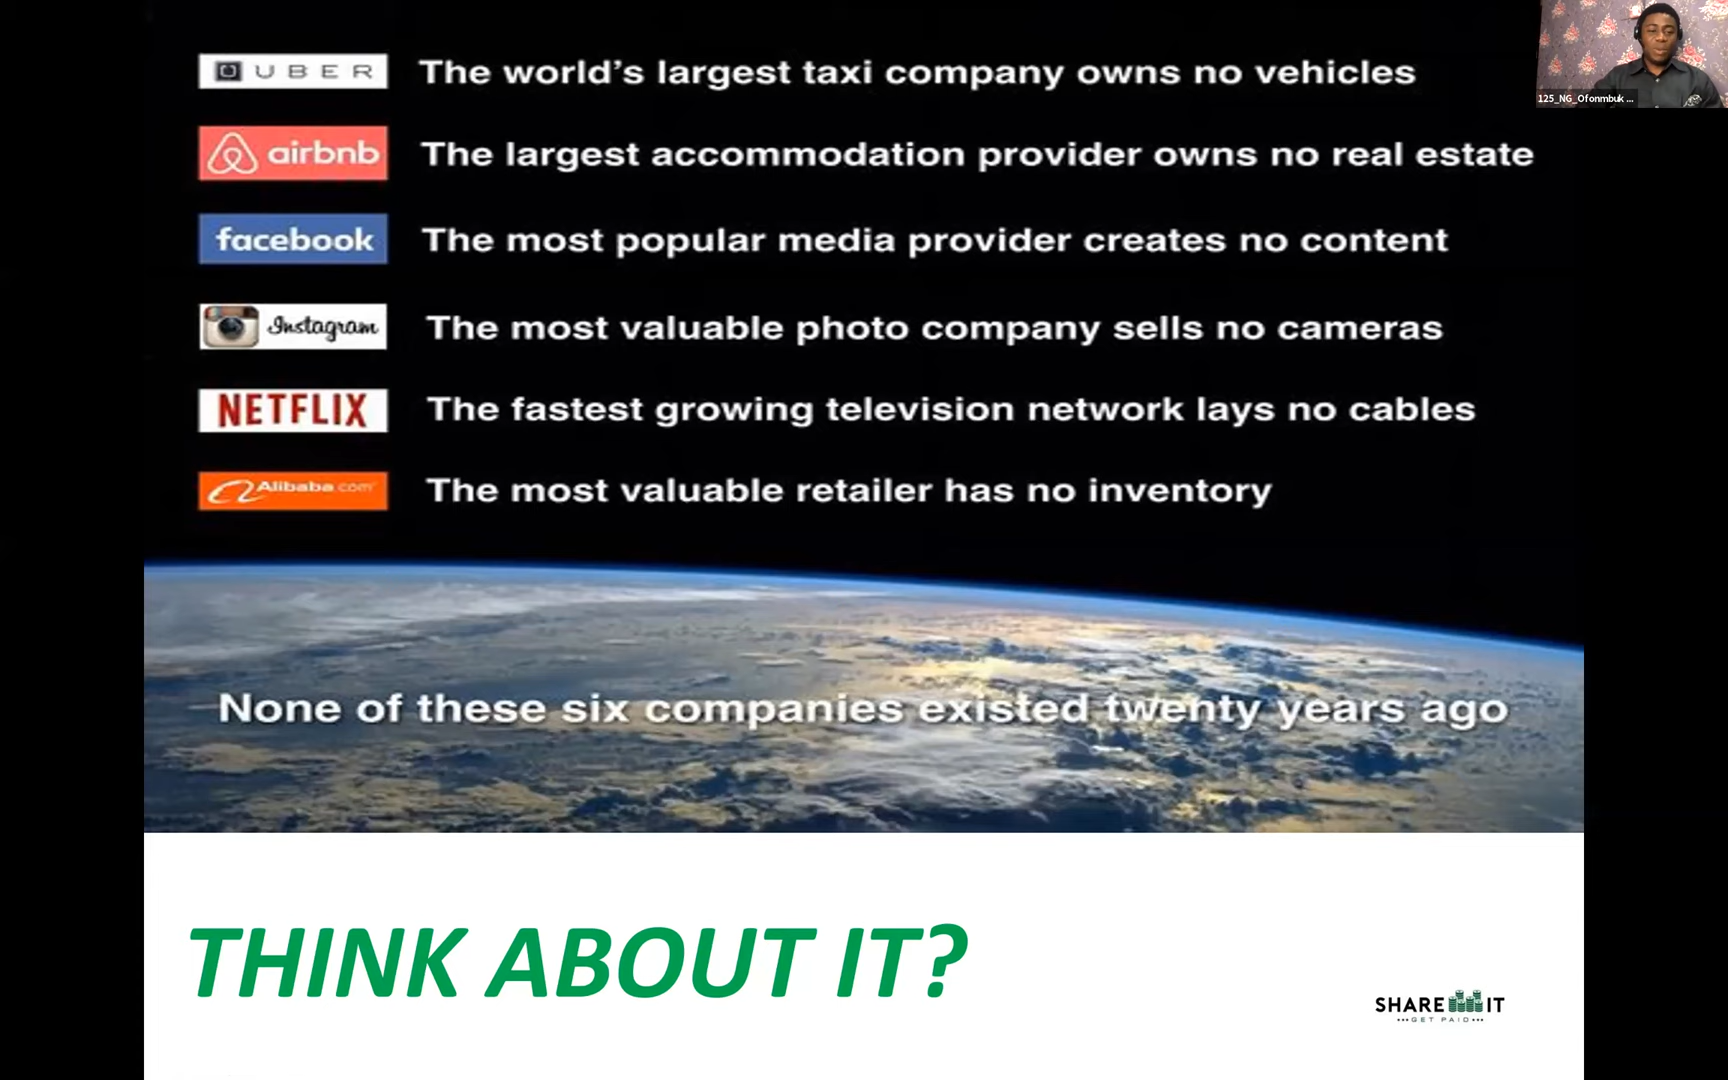 UBER The world's largest taxi company owns no vehicles
125_NG_Ofonmbuk ...
airbnb The largest accommodation provider owns no real estate
facebook The most popular media provider creates no content
Instagram The most valuable photo company sells no cameras
NETFLIX The fastest growing television network lays no cables
Alibaba.com The most valuable retailer has no inventory
None of these six companies existed twenty years ago
THINK ABOUT IT?
SHARE IT
•••GET PAID•••